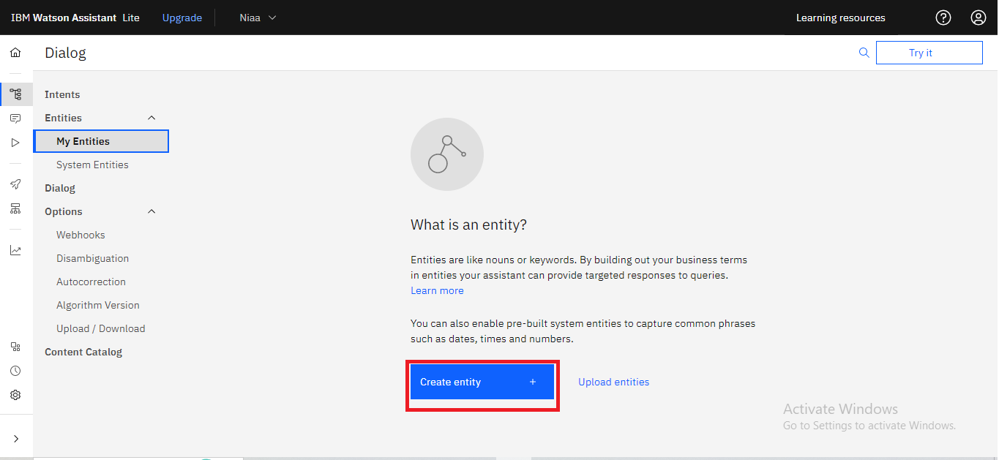 IBM Watson Assistant Lite Upgrade Niaa Learning resources
Dialog Try it
Intents
Entities
My Entities
System Entities
Dialog
Options
Webhooks
Disambiguation
Autocorrection
Algorithm Version
Upload / Download
Content Catalog
What is an entity?
Entities are like nouns or keywords. By building out your business terms
in entities your assistant can provide targeted responses to queries.
Learn more
You can also enable pre-built system entities to capture common phrases
such as dates, times and numbers.
Create entity + Upload entities
Activate Windows
Go to Settings to activate Windows.